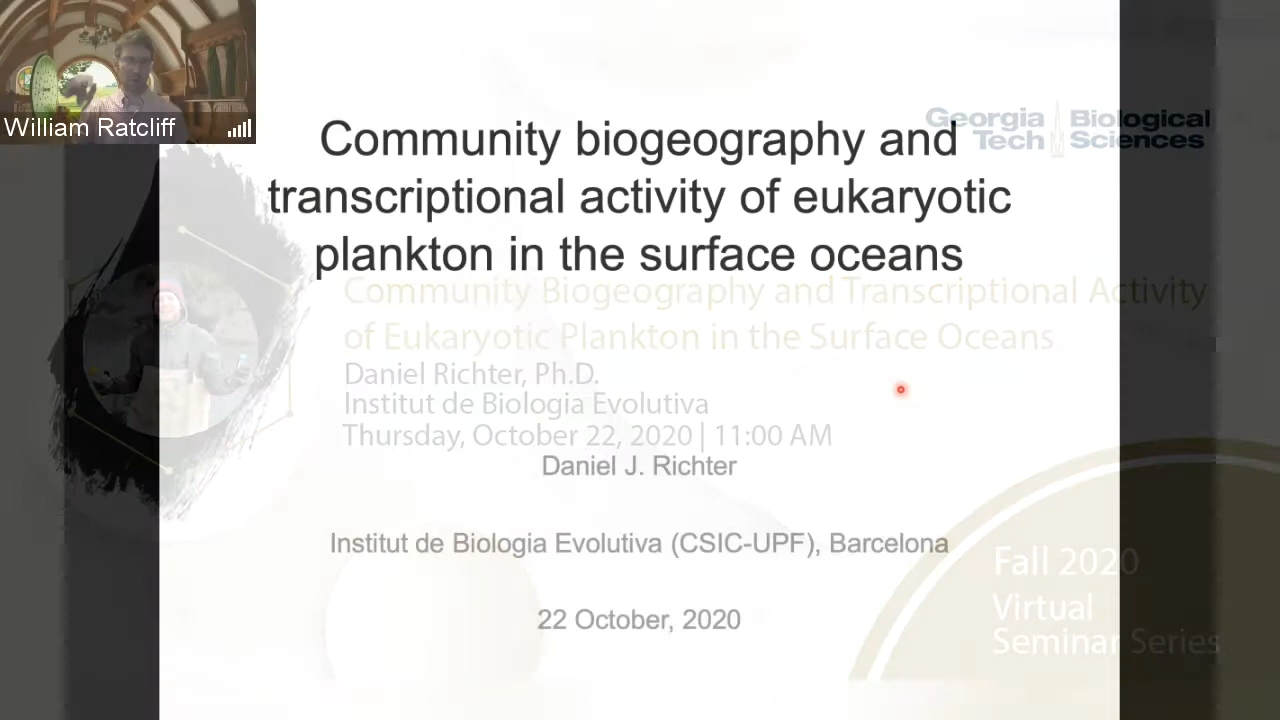 William Ratcliff
Georgia Tech
Biological Sciences
Community biogeography and
transcriptional activity of eukaryotic
plankton in the surface oceans
Community Biogeography and Transcriptional Activity
of Eukaryotic Plankton in the Surface Oceans
Daniel Richter, Ph.D.
Institut de Biologia Evolutiva
Thursday, October 22, 2020 | 11:00 AM
Daniel J. Richter
Institut de Biologia Evolutiva (CSIC-UPF), Barcelona
22 October, 2020
Fall 2020
Virtual
Seminar Series